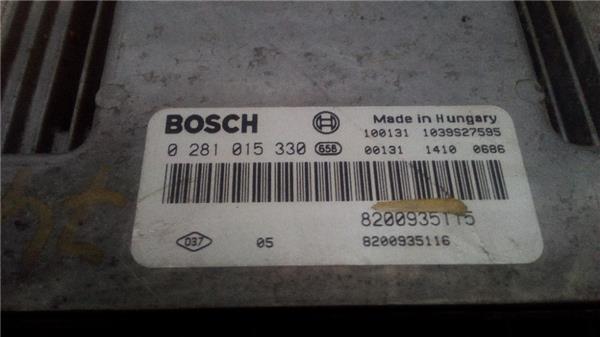 BOSCH
Made in Hungary
100131 1039S27595
0 281 015 330 658
00131 1410 0686
8200935115
D37 05
8200935116